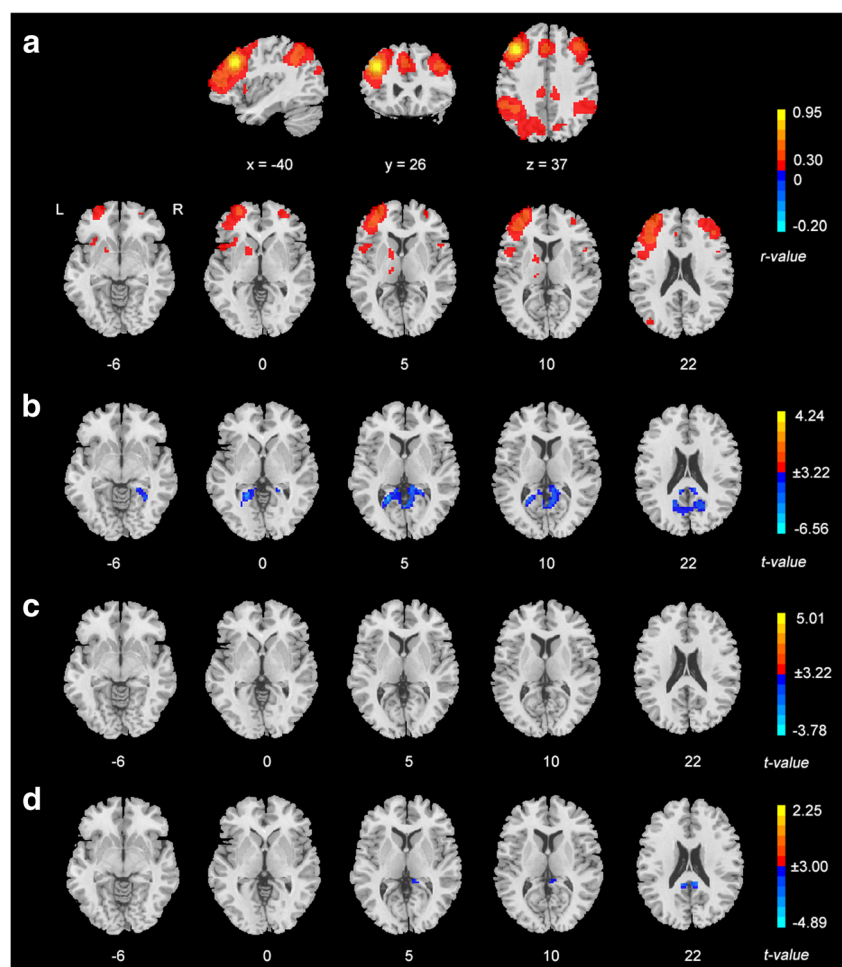 a
x = -40
y = 26
z = 37
0.95
0.30
0
-0.20
r-value
L
R
-6
0
5
10
22
b
4.24
±3.22
-6.56
t-value
-6
0
5
10
22
c
5.01
±3.22
-3.78
t-value
-6
0
5
10
22
d
2.25
±3.00
-4.89
t-value
-6
0
5
10
22